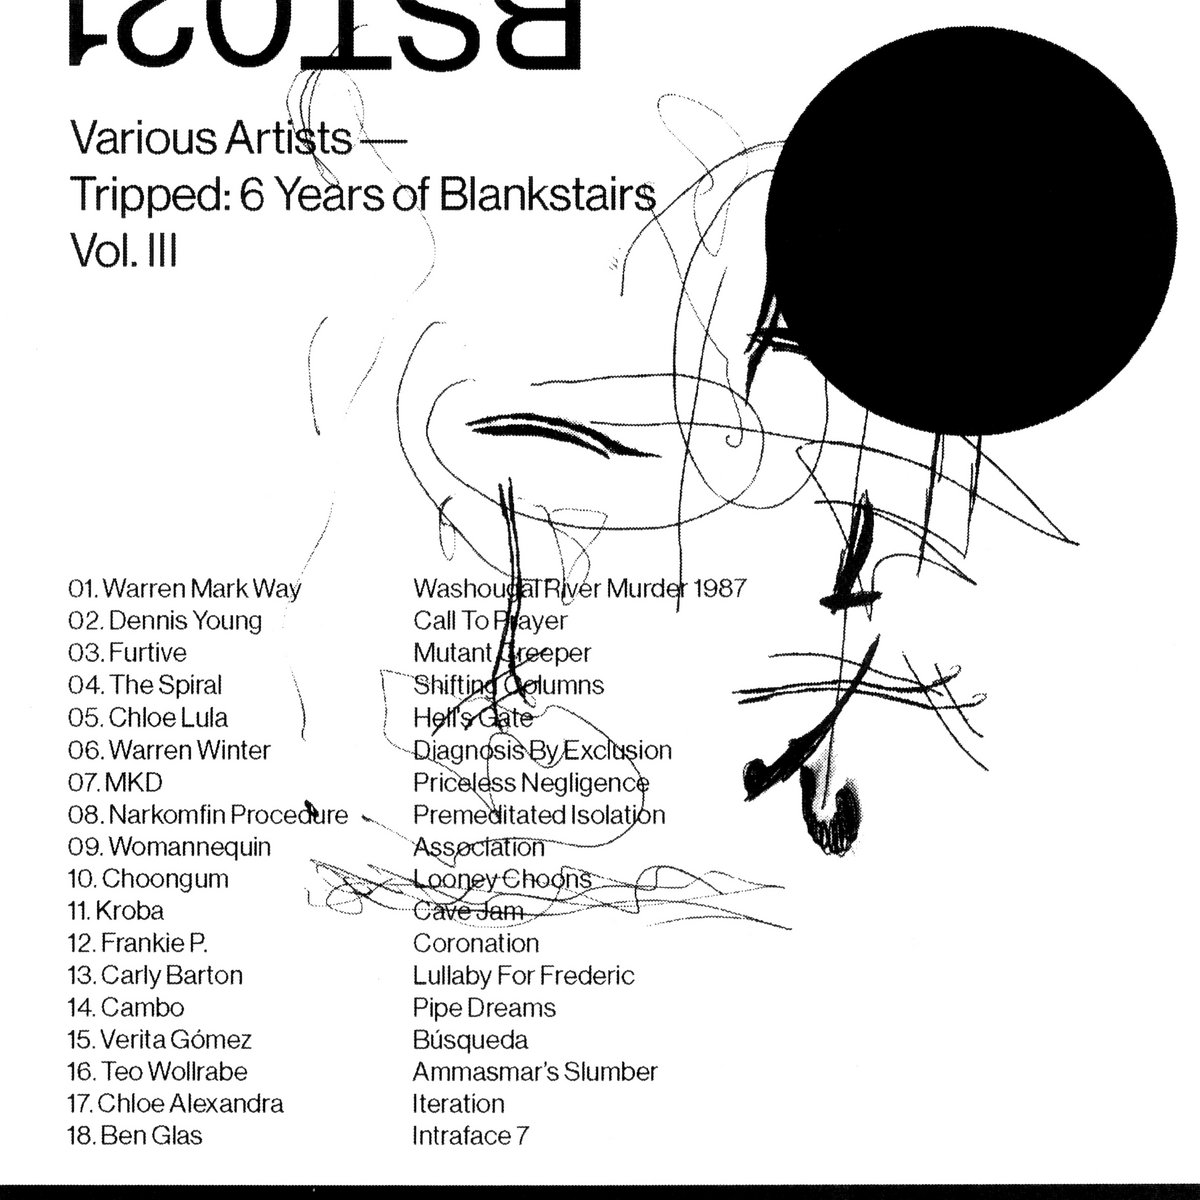 BST021
Various Artists —
Tripped: 6 Years of Blankstairs
Vol. III
01. Warren Mark Way Washougal River Murder 1987
02. Dennis Young Call To Prayer
03. Furtive Mutant Creeper
04. The Spiral Shifting Columns
05. Chloe Lula Hell's Gate
06. Warren Winter Diagnosis By Exclusion
07. MKD Priceless Negligence
08. Narkomfin Procedure Premeditated Isolation
09. Womannequin Association
10. Choongum Looney Choons
11. Kroba Cave Jam
12. Frankie P. Coronation
13. Carly Barton Lullaby For Frederic
14. Cambo Pipe Dreams
15. Verita Gómez Búsqueda
16. Teo Wollrabe Ammasmar's Slumber
17. Chloe Alexandra Iteration
18. Ben Glas Intraface 7